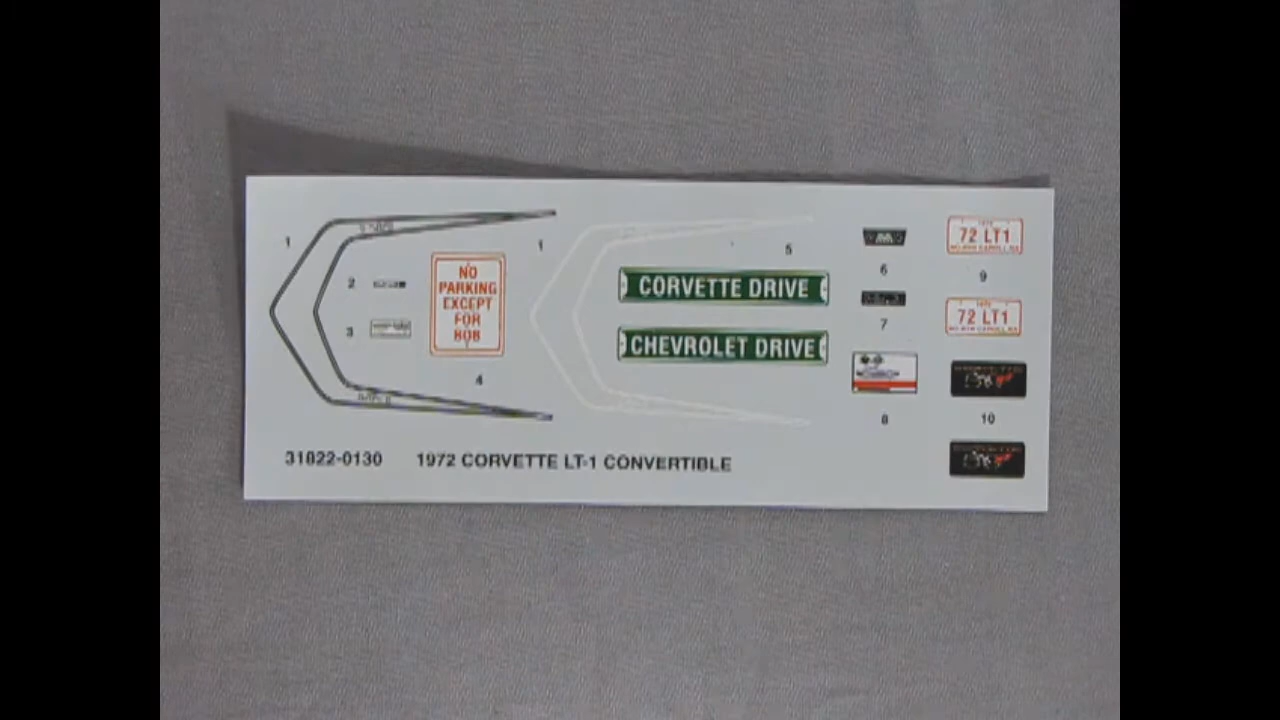 1
2
3
NO
PARKING
EXCEPT
FOR
BOB
4
1
5
CORVETTE DRIVE
CHEVROLET DRIVE
6
7
8
72 LT1
9
72 LT1
10
31822-0130 1972 CORVETTE LT-1 CONVERTIBLE